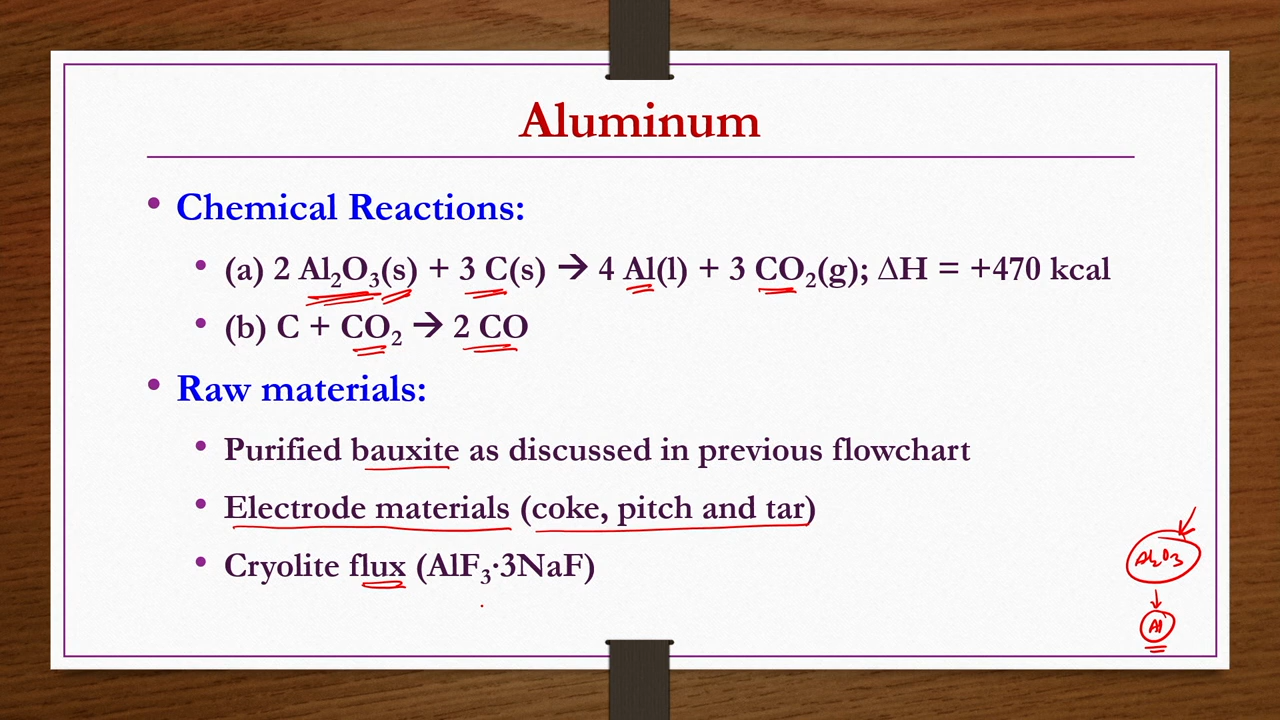 Aluminum
• Chemical Reactions:
• (a) 2 Al₂O₃(s) + 3 C(s) → 4 Al(l) + 3 CO₂(g); ΔH = +470 kcal
• (b) C + CO₂ → 2 CO
• Raw materials:
• Purified bauxite as discussed in previous flowchart
• Electrode materials (coke, pitch and tar)
• Cryolite flux (AlF₃·3NaF)
Al₂O₃
Al